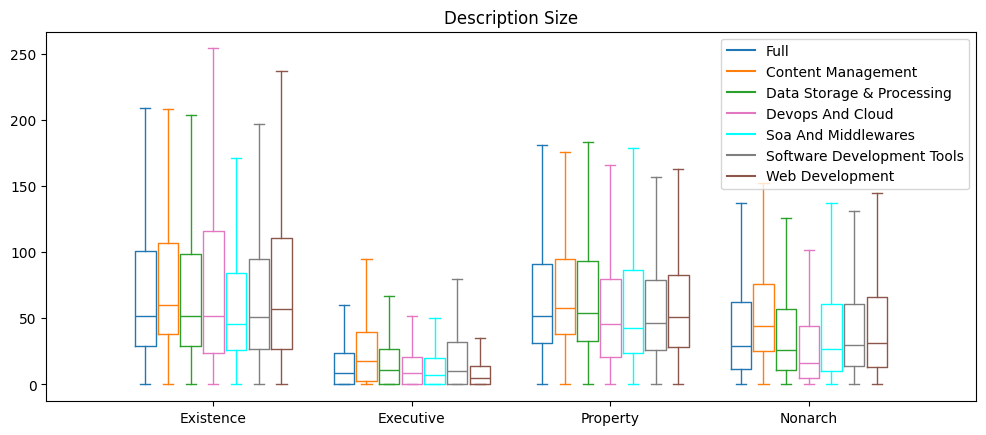 Description Size
250
200
150
100
50
0
Existence
Executive
Property
Nonarch
Full
Content Management
Data Storage & Processing
Devops And Cloud
Soa And Middlewares
Software Development Tools
Web Development